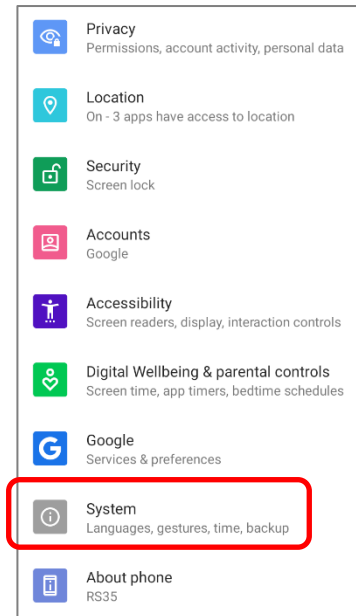 Privacy
Permissions, account activity, personal data
Location
On - 3 apps have access to location
Security
Screen lock
Accounts
Google
Accessibility
Screen readers, display, interaction controls
Digital Wellbeing & parental controls
Screen time, app timers, bedtime schedules
Google
Services & preferences
System
Languages, gestures, time, backup
About phone
RS35